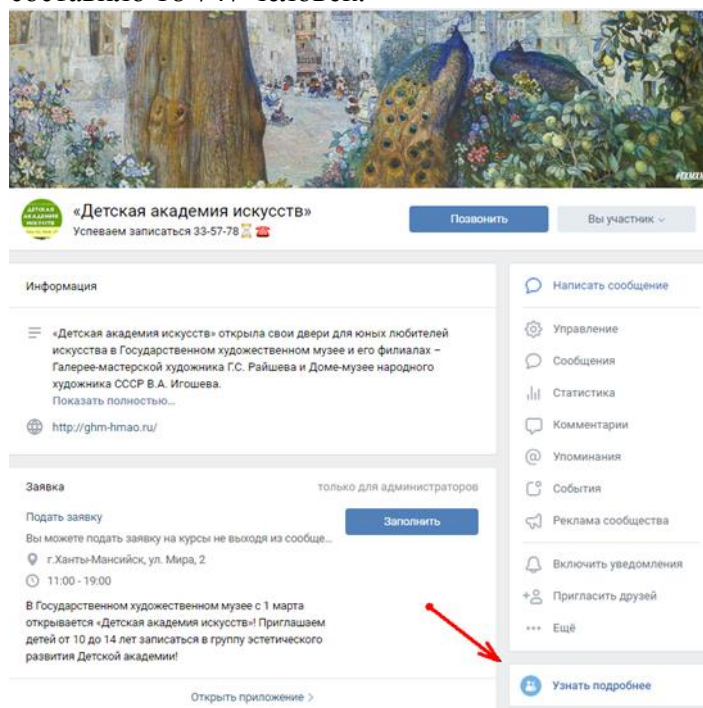 «Детская академия искусств»
Успеваем записаться 33-57-78
Позвонить
Вы участник
Информация
«Детская академия искусств» открыла свои двери для юных любителей
искусства в Государственном художественном музее и его филиалах –
Галерее-мастерской художника Г.С. Райшева и Доме-музее народного
художника СССР В.А. Игошева.
Показать полностью...
http://ghm-hmao.ru/
Заявка
только для администраторов
Подать заявку
Вы можете подать заявку на курсы не выходя из сообще...
Заполнить
г.Ханты-Мансийск, ул. Мира, 2
11:00 - 19:00
В Государственном художественном музее с 1 марта
открывается «Детская академия искусств»! Приглашаем
детей от 10 до 14 лет записаться в группу эстетического
развития Детской академии!
Открыть приложение >
Написать сообщение
Управление
Сообщения
Статистика
Комментарии
Упоминания
События
Реклама сообщества
Включить уведомления
Пригласить друзей
Ещё
Узнать подробнее